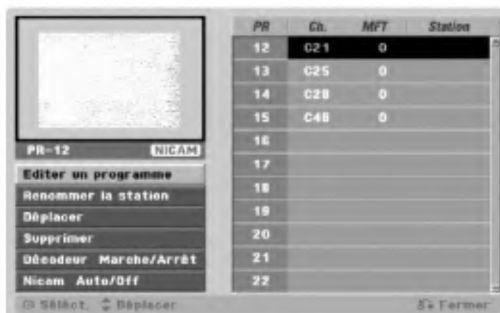 PR Ch. MFT Station
12 C21 0
13 C25 0
14 C28 0
15 C48 0
16
17
18
19
20
21
22
PR-12 NICAM
Editer un programme
Renommer la station
Déplacer
Supprimer
Décodeur Marche/Arrêt
Nicam Auto/Off
Séléct. Déplacer
Fermer